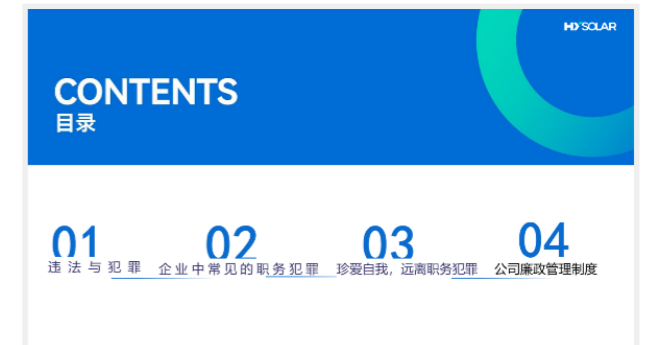 HY SOLAR
CONTENTS
目录
01
违法与犯罪
02
企业中常见的职务犯罪
03
珍爱自我，远离职务犯罪
04
公司廉政管理制度